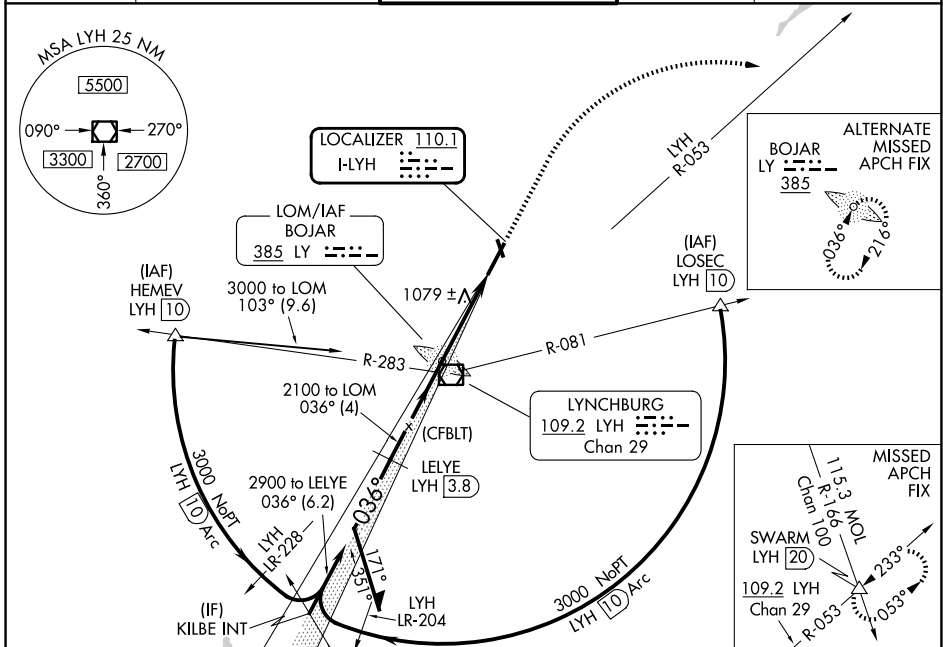 MSA LYH 25 NM
5500
090°
270°
3300
2700
360°
LOCALIZER 110.1
I-LYH
LOM/IAF
BOJAR
385 LY
LYH
R-053
ALTERNATE
MISSED
APCH FIX
BOJAR
LY
385
036°
216°
(IAF)
HEMEV
LYH 10
3000 to LOM
103° (9.6)
1079 ±
(IAF)
LOSEC
LYH 10
R-283
R-081
2100 to LOM
036° (4)
(CFBLT)
LYNCHBURG
109.2 LYH
Chan 29
LELYE
LYH 3.8
2900 to LELYE
036° (6.2)
036°
3000 NoPT
LYH 10 Arc
LYH
LR-228
171°
351°
LYH
LR-204
3000 NoPT
LYH 10 Arc
(IF)
KILBE INT
MISSED
APCH
FIX
115.3 MOL
R-166
Chan 100
SWARM
LYH 20
109.2 LYH
Chan 29
R-053
233°
053°